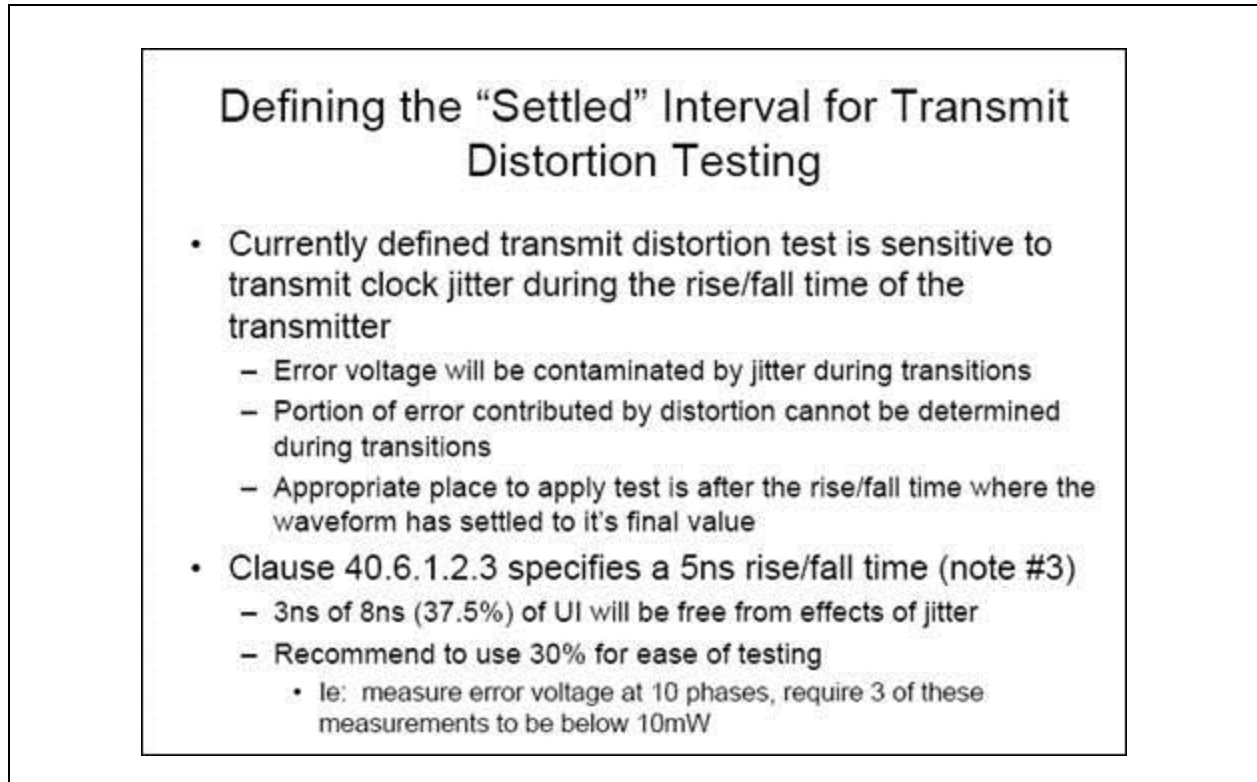 Defining the “Settled” Interval for Transmit
Distortion Testing
• Currently defined transmit distortion test is sensitive to
transmit clock jitter during the rise/fall time of the
transmitter
– Error voltage will be contaminated by jitter during transitions
– Portion of error contributed by distortion cannot be determined
during transitions
– Appropriate place to apply test is after the rise/fall time where the
waveform has settled to it's final value
• Clause 40.6.1.2.3 specifies a 5ns rise/fall time (note #3)
– 3ns of 8ns (37.5%) of UI will be free from effects of jitter
– Recommend to use 30% for ease of testing
• Ie: measure error voltage at 10 phases, require 3 of these
measurements to be below 10mW